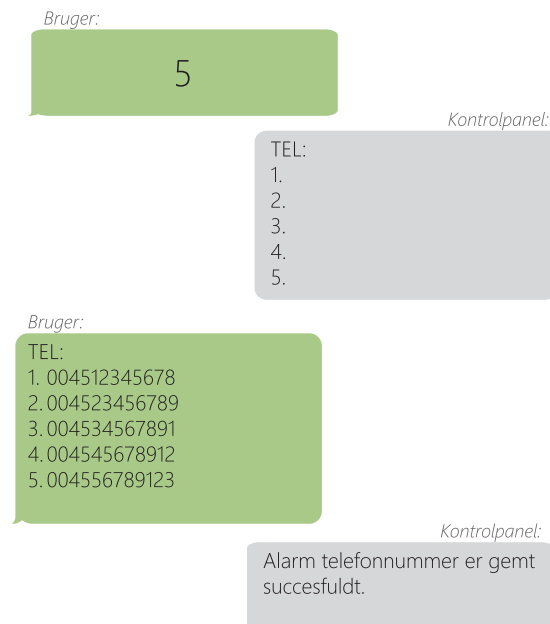 Bruger:
5
Kontrolpanel:
TEL:
1.
2.
3.
4.
5.
Bruger:
TEL:
1. 004512345678
2. 004523456789
3. 004534567891
4. 004545678912
5. 004556789123
Kontrolpanel:
Alarm telefonnummer er gemt
succesfuldt.